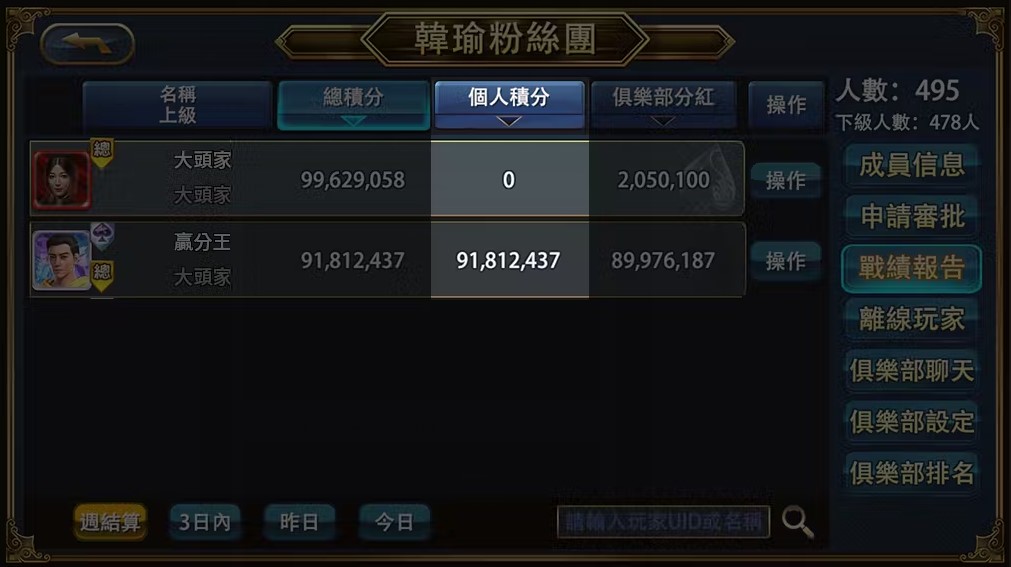 韓瑜粉絲團
名稱
上級
總積分
個人積分
俱樂部分紅
操作
人數：495
下級人數：478人
總
大頭家
大頭家
99,629,058
0
2,050,100
操作
總
贏分王
大頭家
91,812,437
91,812,437
89,976,187
操作
成員信息
申請審批
戰績報告
離線玩家
俱樂部聊天
俱樂部設定
俱樂部排名
週結算
3日內
昨日
今日
請輸入玩家UID或名稱